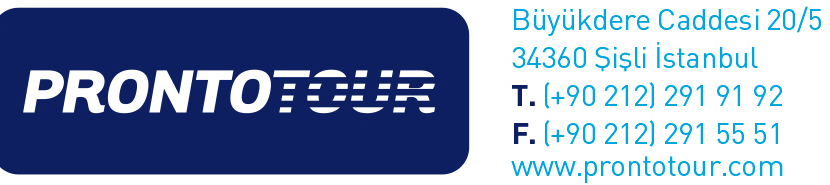 PRONTOTOUR
Büyükdere Caddesi 20/5
34360 Şişli İstanbul
T. (+90 212) 291 91 92
F. (+90 212) 291 55 51
www.prontotour.com